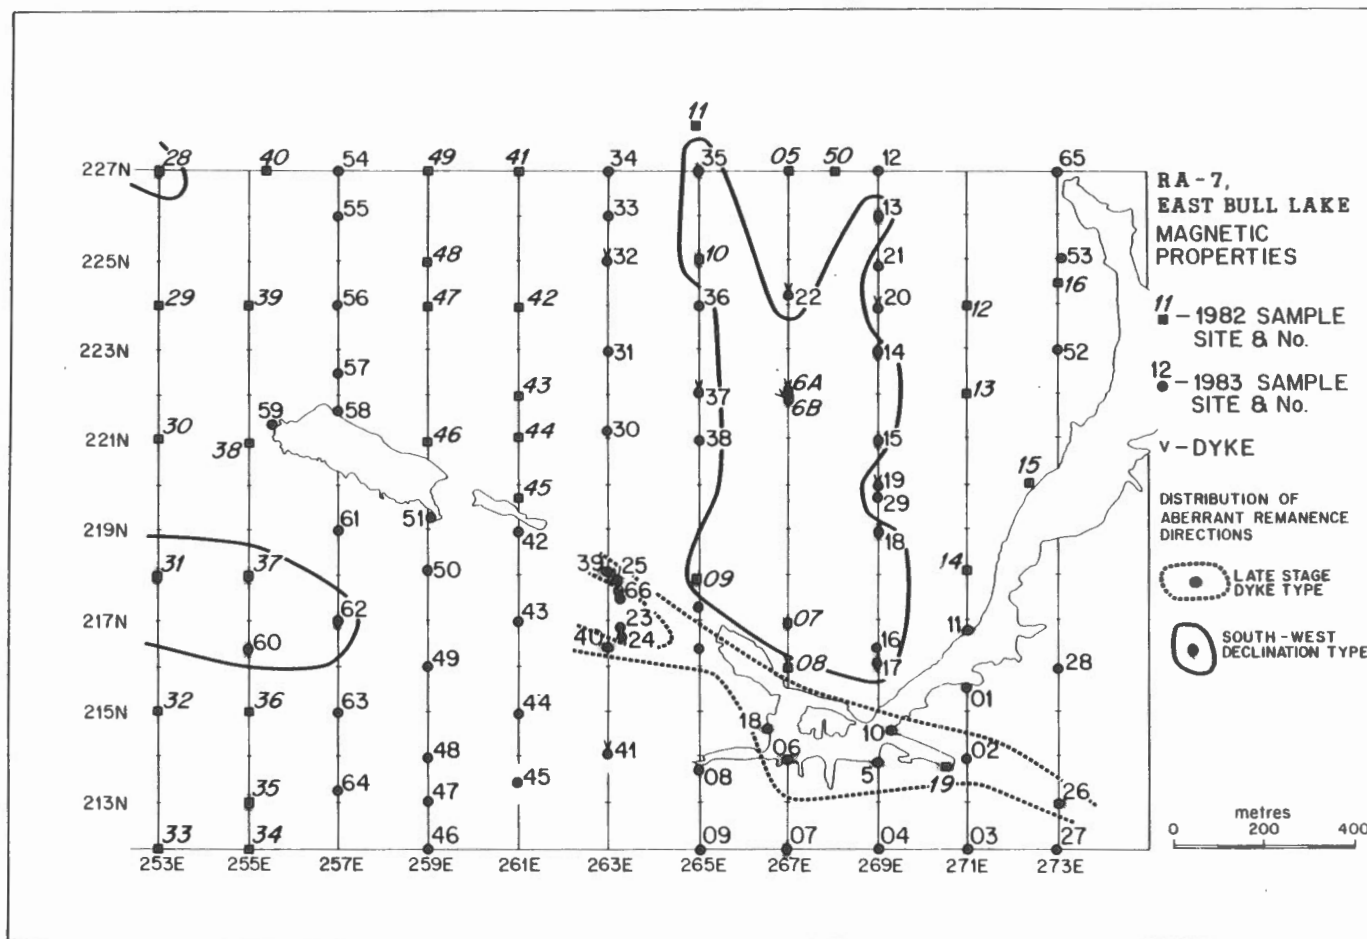 11
28 40 54 49 41 34 35 05 50 12 65
227N
RA-7,
EAST BULL LAKE
MAGNETIC
PROPERTIES
55 33 13
48 32 10 21 53
225N
16
29 39 56 47 42 36 22 20 12
11 - 1982 SAMPLE
SITE & No.
223N
57 31 14 52
43 37 6A 13
6B
12 - 1983 SAMPLE
SITE & No.
59 58
30 38 46 44 30 38 15
221N
v - DYKE
45 19 15
29
51
61 42 18
219N
DISTRIBUTION OF
ABERRANT REMANENCE
DIRECTIONS
31 37 50 39 25 09 14
66
LATE STAGE
DYKE TYPE
62 43 23 07 11
217N
24
60 40 16
49 08 17 28
SOUTH-WEST
DECLINATION TYPE
01
32 36 63 44
215N
18 10
48 41 06 02
45 08 5 19
64
35 47 26
213N
metres
0 200 400
33 34 46 09 07 04 03 27
253E 255E 257E 259E 261E 263E 265E 267E 269E 271E 273E